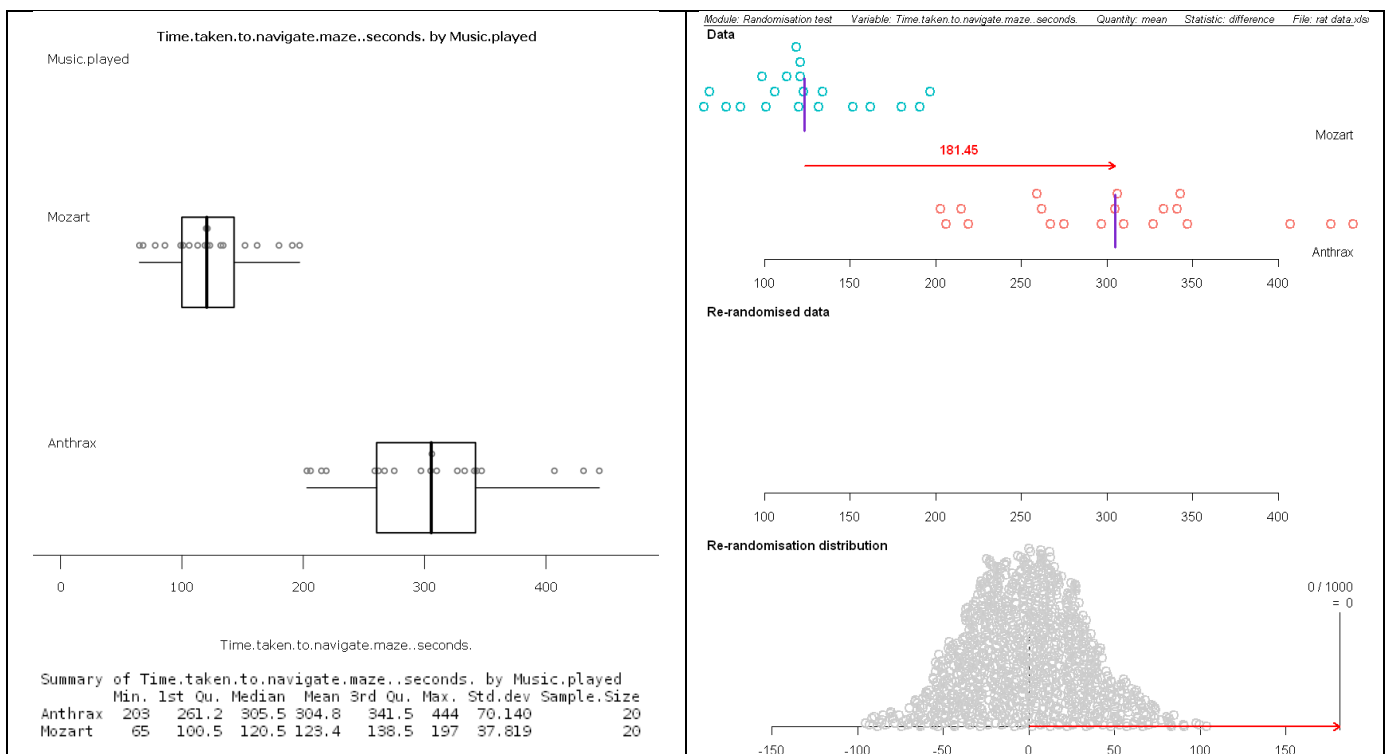 Time.taken.to.navigate.maze..seconds. by Music.played
Music.played
Mozart
Anthrax
0 100 200 300 400
Time.taken.to.navigate.maze..seconds.
Summary of Time.taken.to.navigate.maze..seconds. by Music.played
Min. 1st Qu. Median Mean 3rd Qu. Max. Std.dev Sample.Size
Anthrax 203 261.2 305.5 304.8 341.5 444 70.140 20
Mozart 65 100.5 120.5 123.4 138.5 197 37.819 20
Module: Randomisation test Variable: Time.taken.to.navigate.maze..seconds. Quantity: mean Statistic: difference File: rat data.xlsx
Data
Mozart
181.45
Anthrax
100 150 200 250 300 350 400
Re-randomised data
100 150 200 250 300 350 400
Re-randomisation distribution
0 / 1000
= 0
-150 -100 -50 0 50 100 150